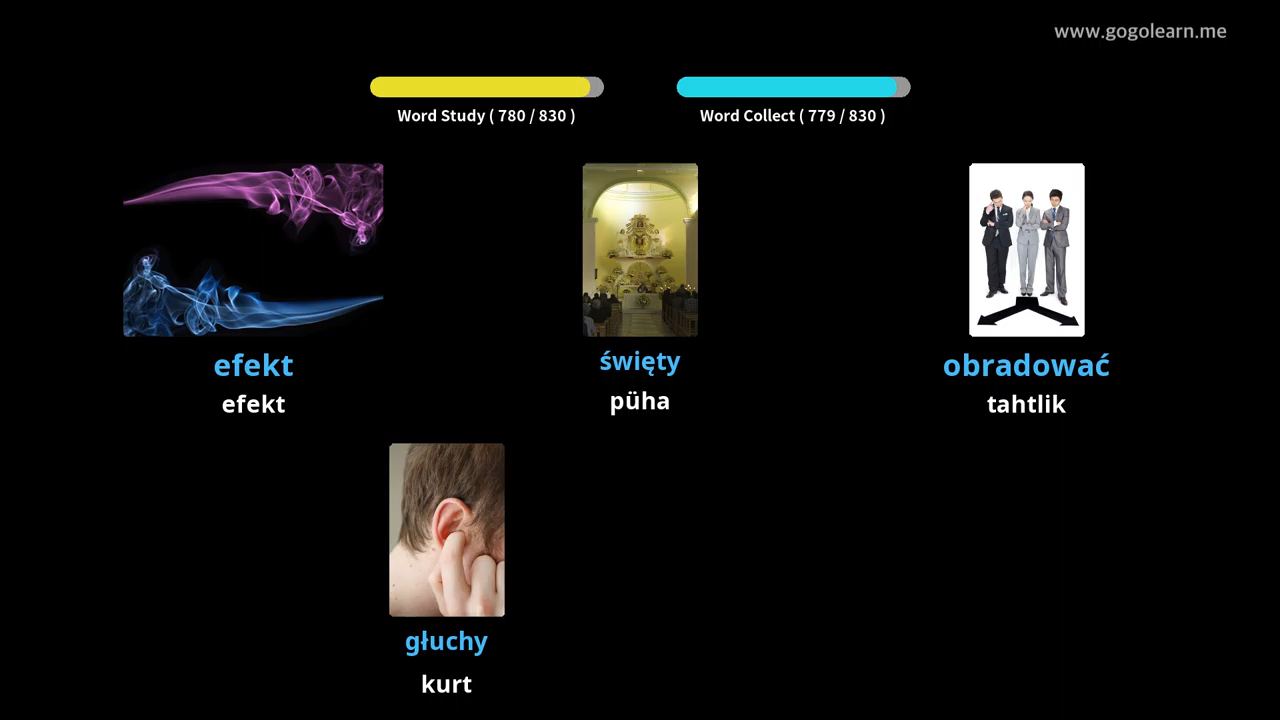 www.gogolearn.me
Word Study ( 780 / 830 )
Word Collect ( 779 / 830 )
efekt
efekt
święty
püha
obradować
tahtlik
głuchy
kurt